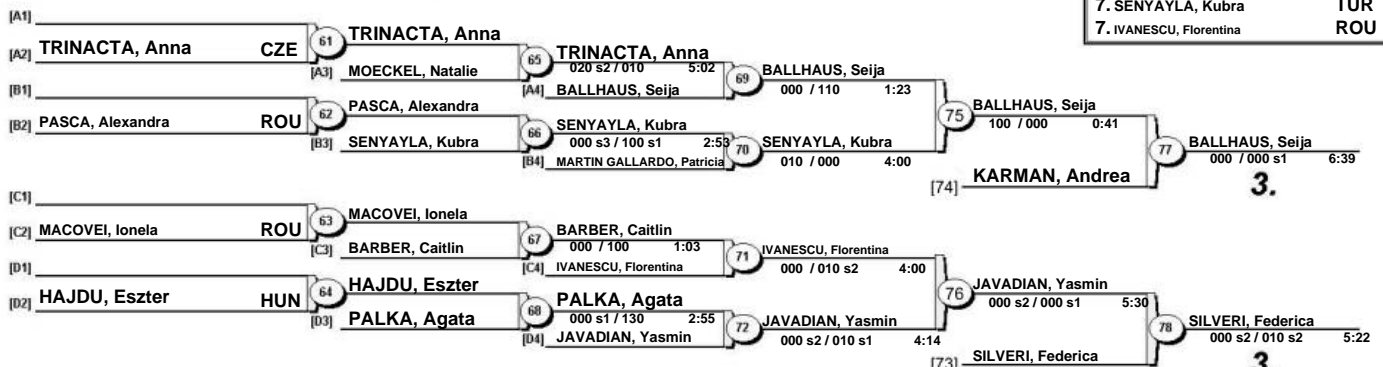 7. SENYAYLA, Kubra TUR
7. IVANESCU, Florentina ROU
[A1]
[A2] TRINACTA, Anna CZE
61 TRINACTA, Anna
[A3] MOECKEL, Natalie
65 TRINACTA, Anna
020 s2 / 010 5:02
[A4] BALLHAUS, Seija
69 BALLHAUS, Seija
000 / 110 1:23
[B1]
[B2] PASCA, Alexandra ROU
62 PASCA, Alexandra
[B3] SENYAYLA, Kubra
66 SENYAYLA, Kubra
000 s3 / 100 s1 2:53
[B4] MARTIN GALLARDO, Patricia
70 SENYAYLA, Kubra
010 / 000 4:00
75 BALLHAUS, Seija
100 / 000 0:41
[74] KARMAN, Andrea
77 BALLHAUS, Seija
000 / 000 s1 6:39
3.
[C1]
[C2] MACOVEI, Ionela ROU
63 MACOVEI, Ionela
[C3] BARBER, Caitlin
67 BARBER, Caitlin
000 / 100 1:03
[C4] IVANESCU, Florentina
71 IVANESCU, Florentina
000 / 010 s2 4:00
[D1]
[D2] HAJDU, Eszter HUN
64 HAJDU, Eszter
[D3] PALKA, Agata
68 PALKA, Agata
000 s1 / 130 2:55
[D4] JAVADIAN, Yasmin
72 JAVADIAN, Yasmin
000 s2 / 010 s1 4:14
76 JAVADIAN, Yasmin
000 s2 / 000 s1 5:30
[73] SILVERI, Federica
78 SILVERI, Federica
000 s2 / 010 s2 5:22
3.